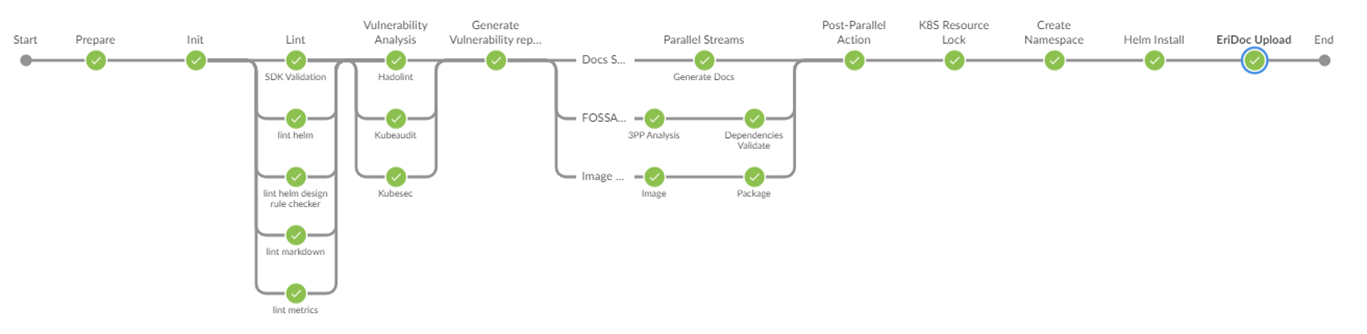 Start
Prepare
Init
Lint
Vulnerability
Analysis
Generate
Vulnerability rep...
Parallel Streams
Post-Parallel
Action
K8S Resource
Lock
Create
Namespace
Helm Install
EriDoc Upload
End
SDK Validation
Hadolint
Docs S...
Generate Docs
lint helm
Kubeaudit
FOSSA...
3PP Analysis
Dependencies
Validate
lint helm design
rule checker
Kubesec
Image ...
Image
Package
lint markdown
lint metrics